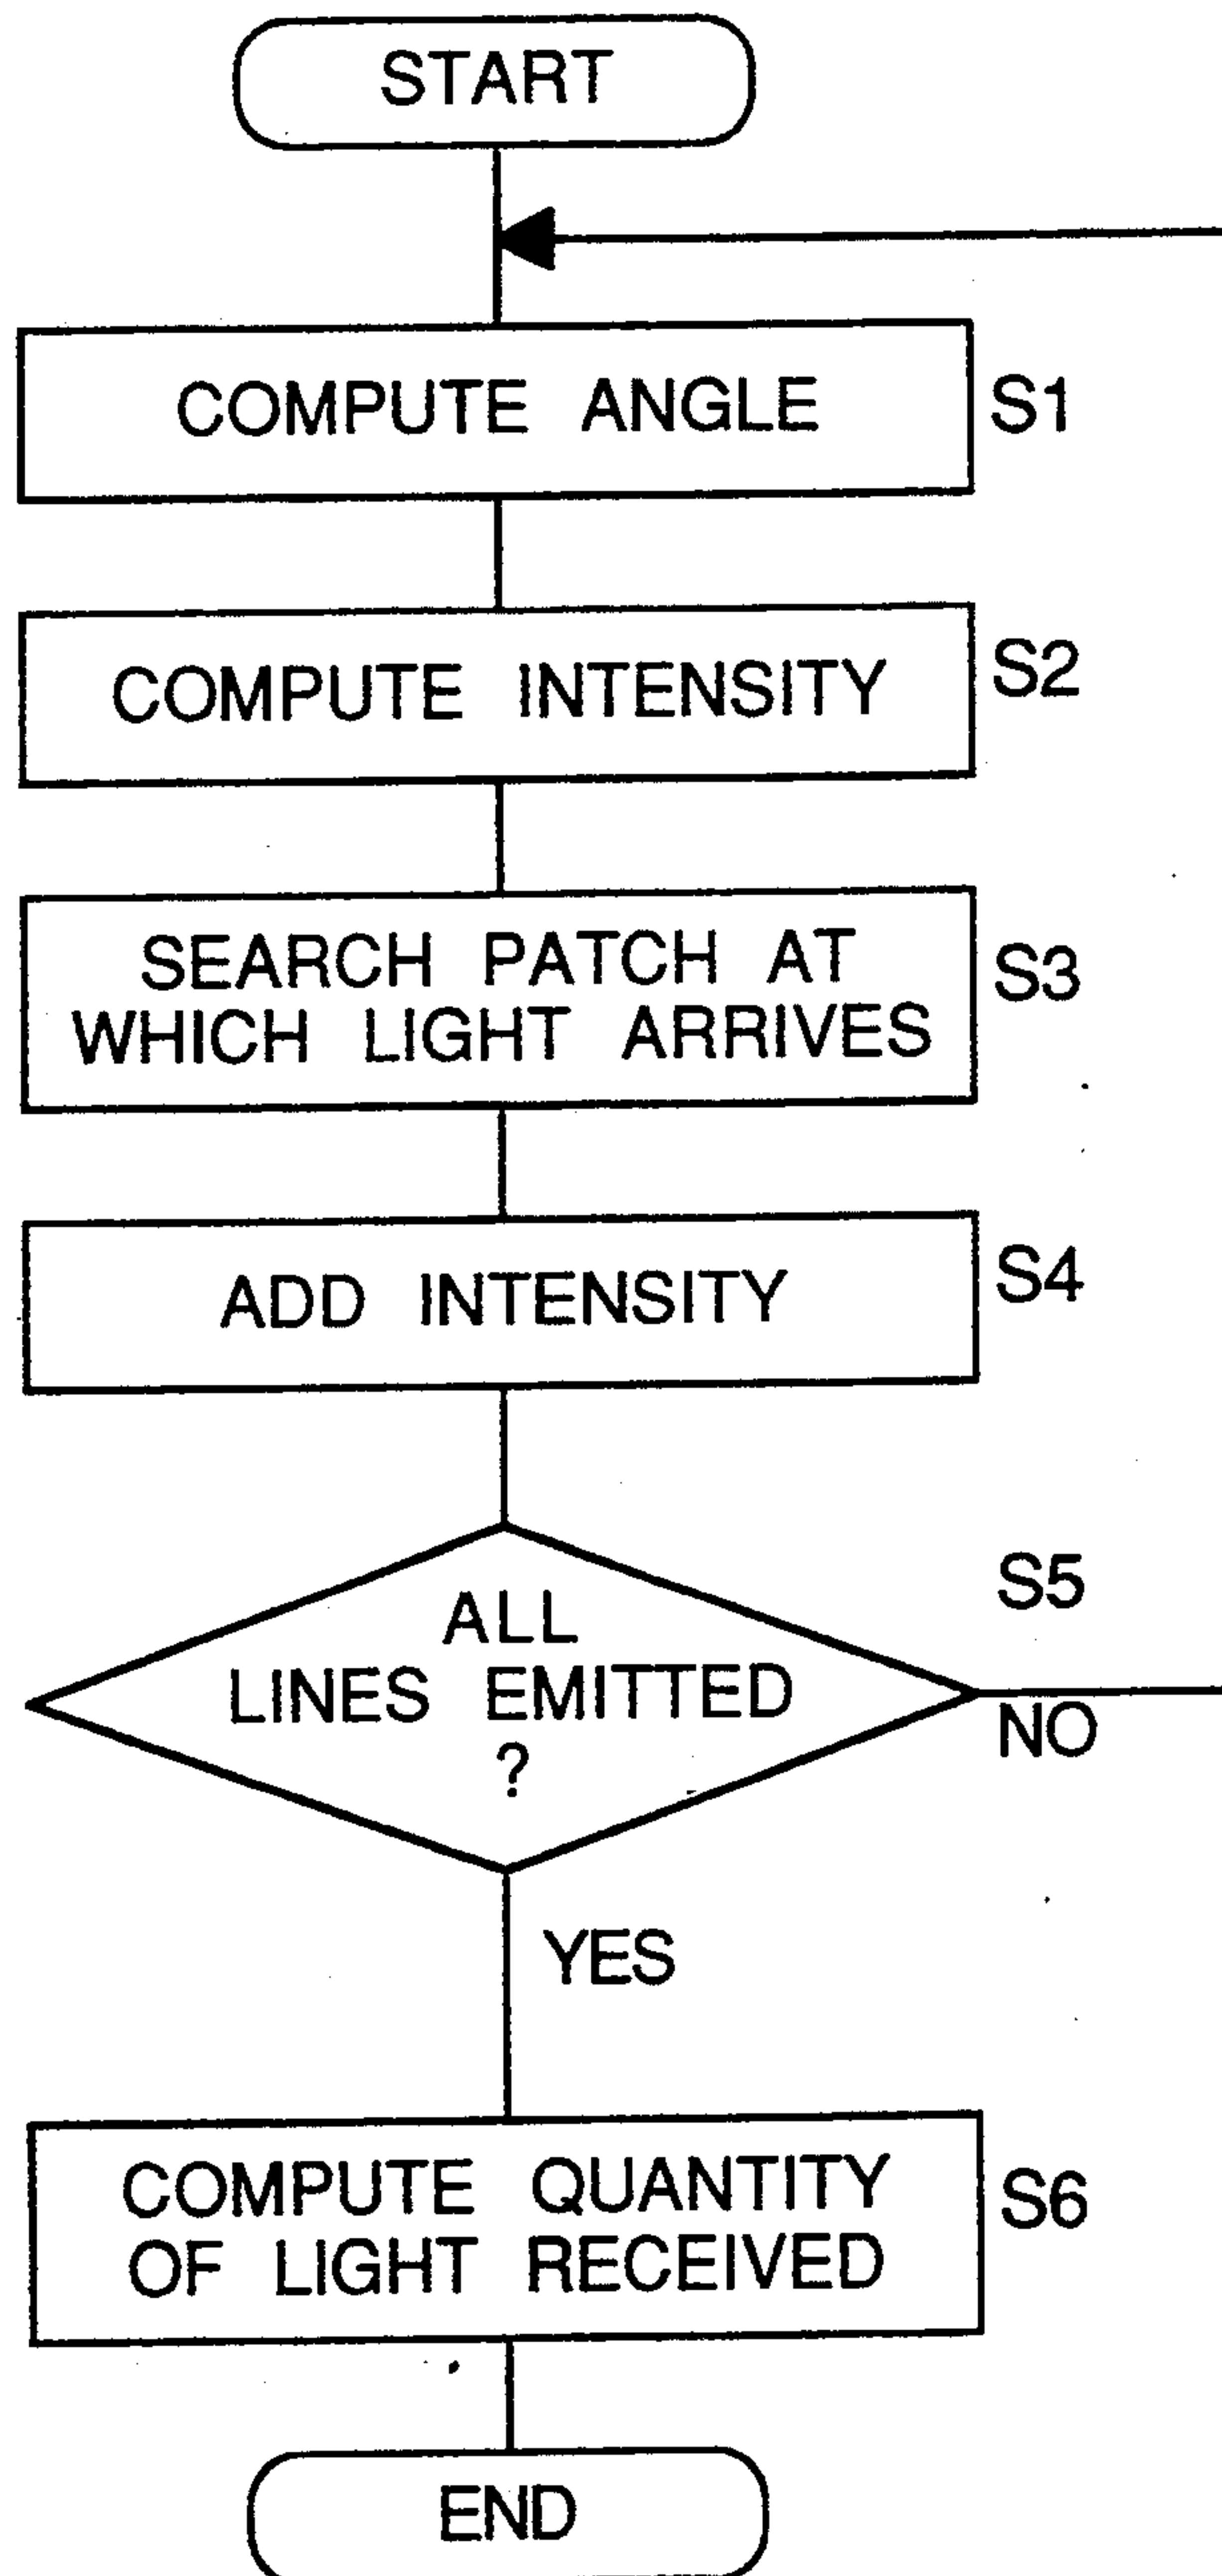 START
COMPUTE ANGLE
S1
COMPUTE INTENSITY
S2
SEARCH PATCH AT
WHICH LIGHT ARRIVES
S3
ADD INTENSITY
S4
ALL
LINES EMITTED
?
S5
NO
YES
COMPUTE QUANTITY
OF LIGHT RECEIVED
S6
END